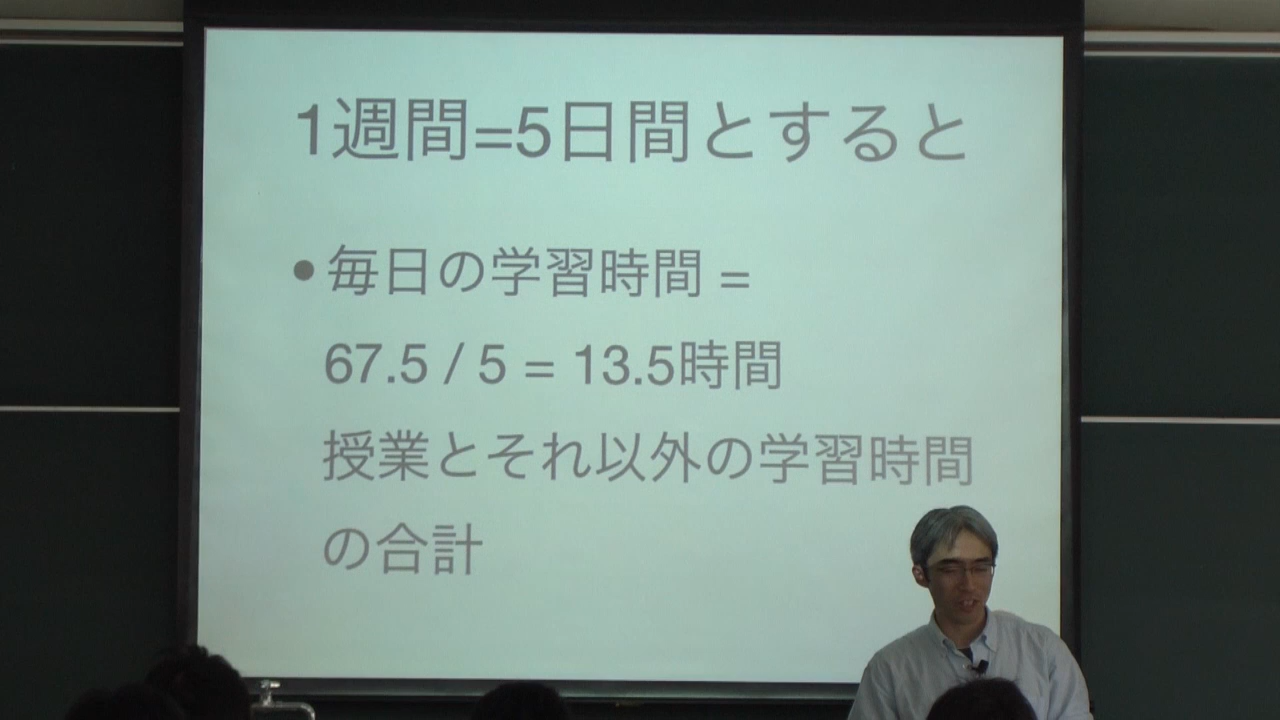 1週間=5日間とすると
•毎日の学習時間 =
67.5 / 5 = 13.5時間
授業とそれ以外の学習時間
の合計